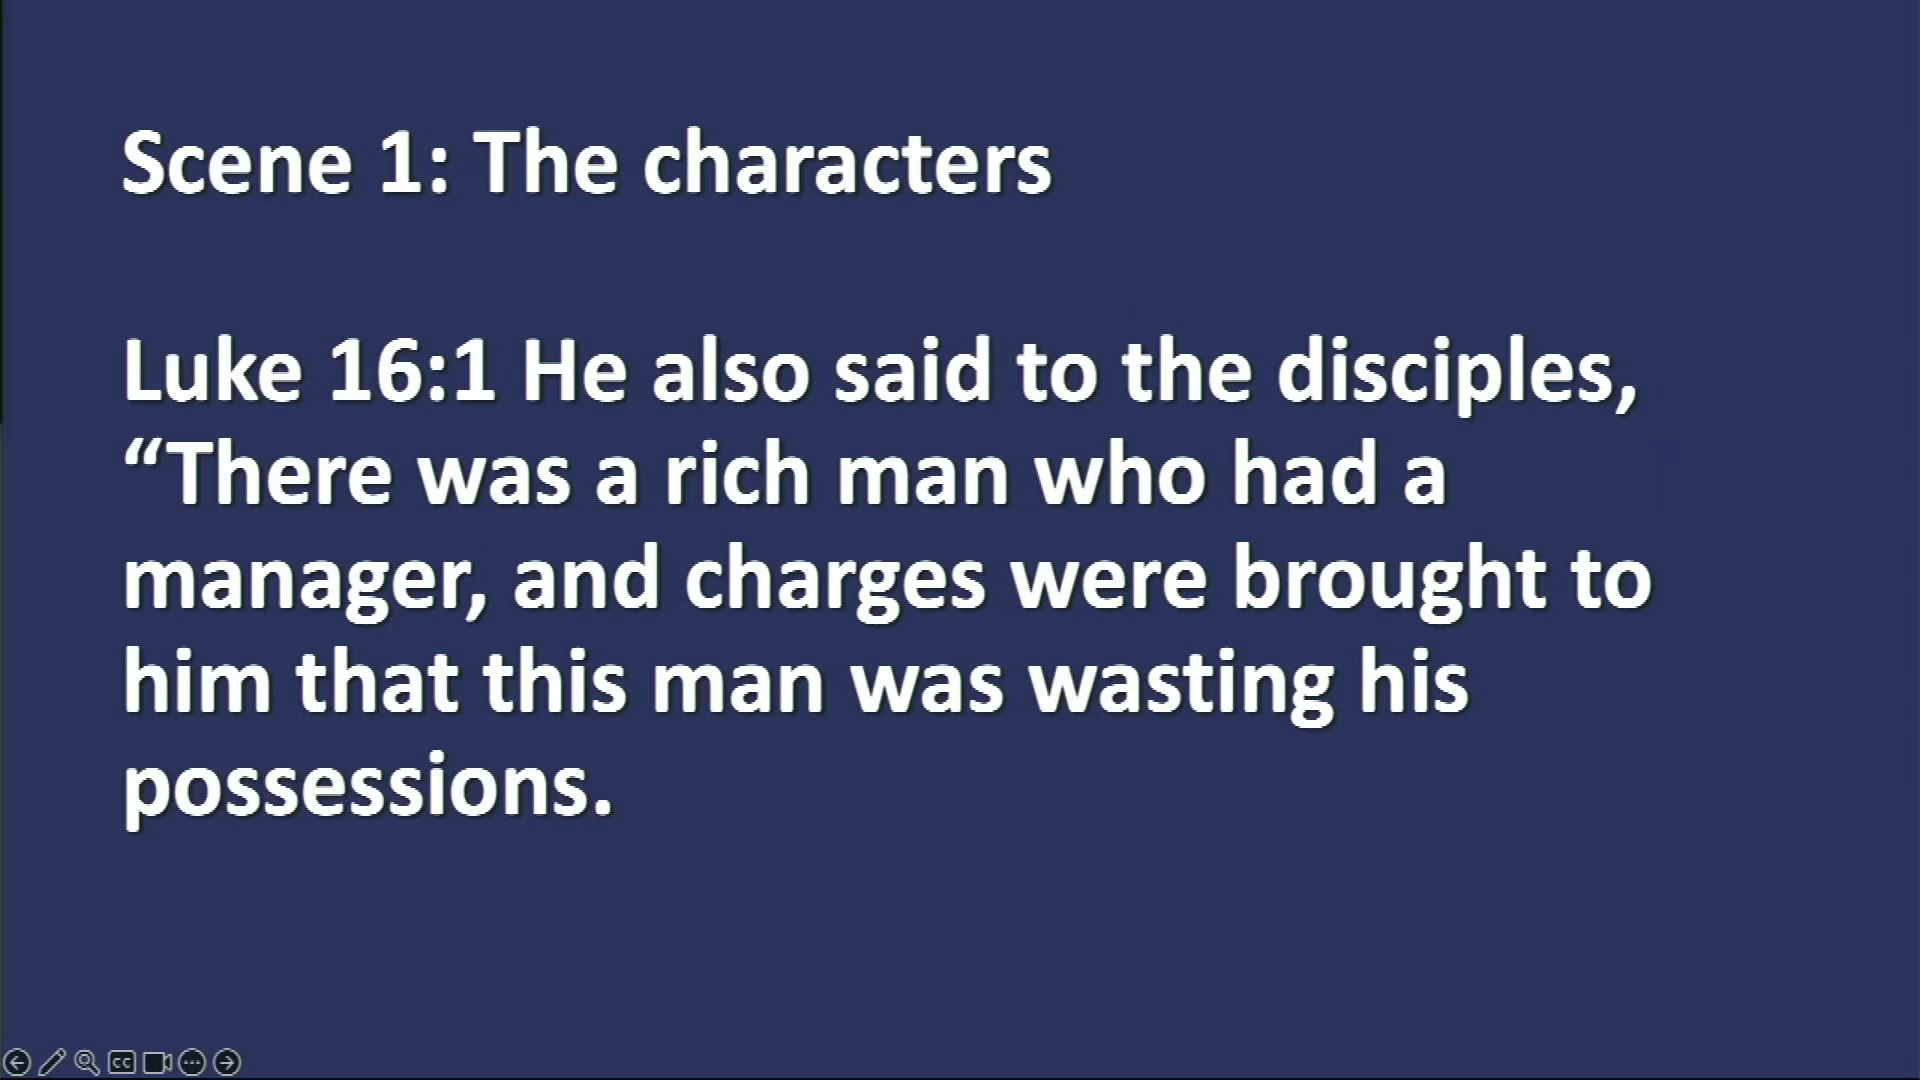 Scene 1: The characters
Luke 16:1 He also said to the disciples,
“There was a rich man who had a
manager, and charges were brought to
him that this man was wasting his
possessions.
CC